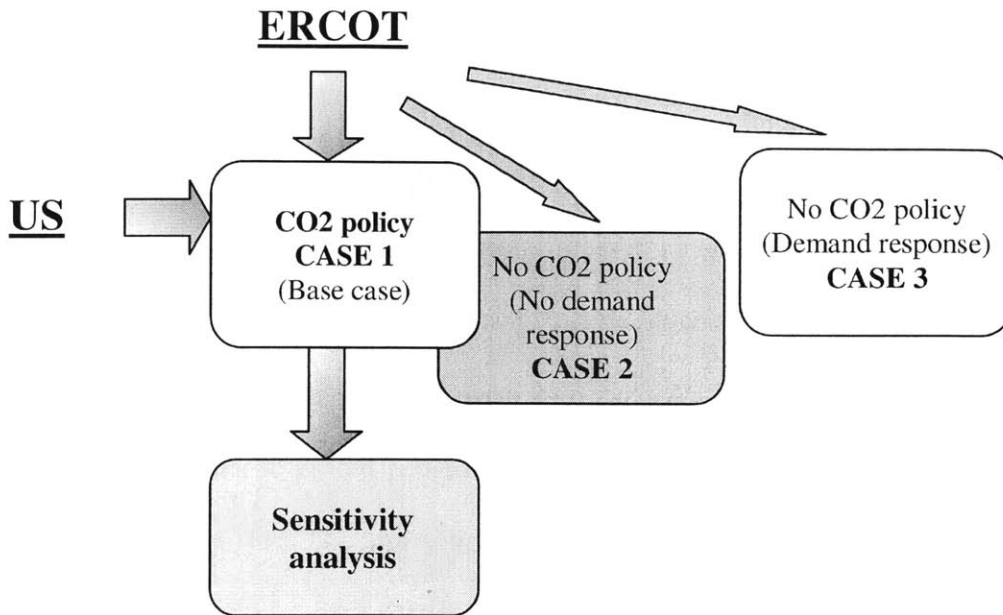 ERCOT
US
CO2 policy
CASE 1
(Base case)
No CO2 policy
(No demand
response)
CASE 2
No CO2 policy
(Demand response)
CASE 3
Sensitivity
analysis